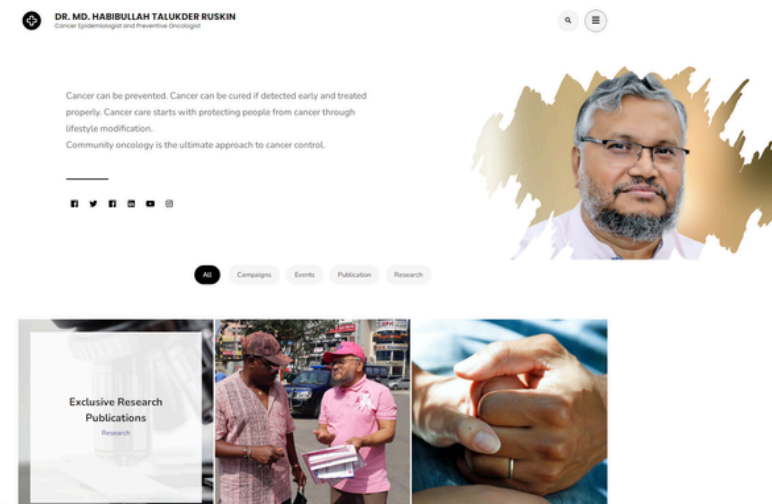 DR. MD. HABIBULLAH TALUKDER RUSKIN
Cancer Epidemiologist and Preventive Oncologist
Cancer can be prevented. Cancer can be cured if detected early and treated
properly. Cancer care starts with protecting people from cancer through
lifestyle modification.
Community oncology is the ultimate approach to cancer control.
All
Campaigns
Events
Publication
Research
Exclusive Research
Publications
Research